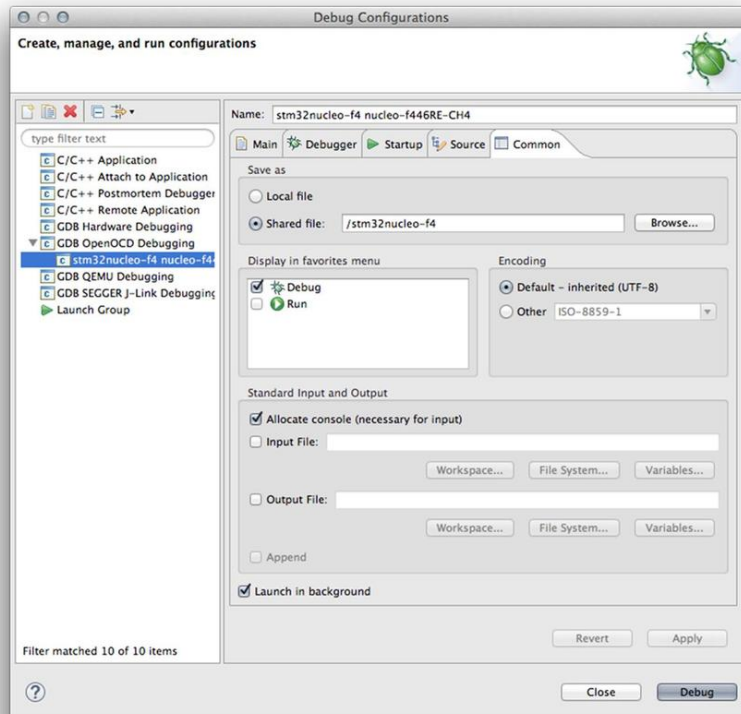 Debug Configurations
Create, manage, and run configurations
type filter text
C/C++ Application
C/C++ Attach to Application
C/C++ Postmortem Debugger
C/C++ Remote Application
GDB Hardware Debugging
GDB OpenOCD Debugging
stm32nucleo-f4 nucleo-f4
GDB QEMU Debugging
GDB SEGGER J-Link Debugging
Launch Group
Filter matched 10 of 10 items
Name: stm32nucleo-f4 nucleo-f446RE-CH4
Main Debugger Startup Source Common
Save as
Local file
Shared file: /stm32nucleo-f4 Browse...
Display in favorites menu
Debug
Run
Encoding
Default - inherited (UTF-8)
Other ISO-8859-1
Standard Input and Output
Allocate console (necessary for input)
Input File:
Workspace... File System... Variables...
Output File:
Workspace... File System... Variables...
Append
Launch in background
Revert Apply
? Close Debug